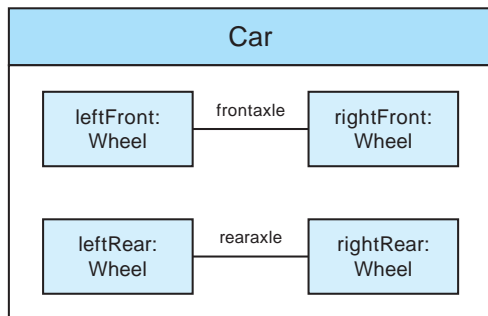 Car
leftFront:
Wheel
frontaxle
rightFront:
Wheel
leftRear:
Wheel
rearaxle
rightRear:
Wheel